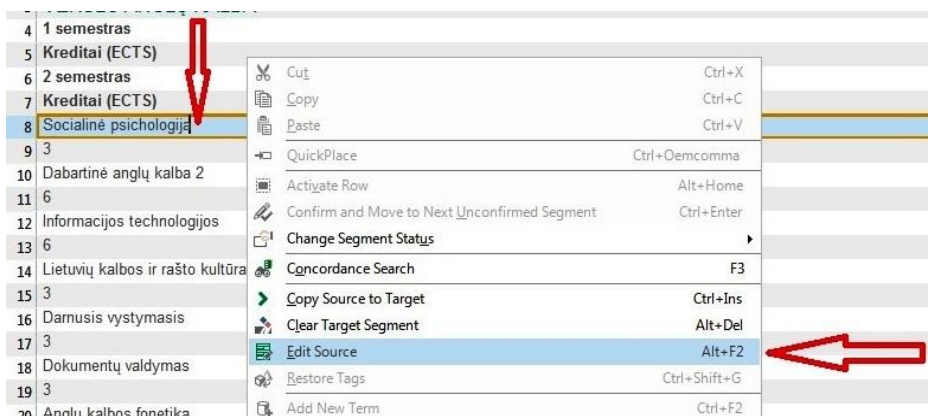 4 1 semestras
5 Kreditai (ECTS)
6 2 semestras
7 Kreditai (ECTS)
8 Socialinė psichologija
9 3
10 Dabartinė anglų kalba 2
11 6
12 Informacijos technologijos
13 6
14 Lietuvių kalbos ir rašto kultūra
15 3
16 Darnusis vystymasis
17 3
18 Dokumentų valdymas
19 3
20 Anglų kalbos fonetika
Cut Ctrl+X
Copy Ctrl+C
Paste Ctrl+V
QuickPlace Ctrl+Oemcomma
Activate Row Alt+Home
Confirm and Move to Next Unconfirmed Segment Ctrl+Enter
Change Segment Status
Concordance Search F3
Copy Source to Target Ctrl+Ins
Clear Target Segment Alt+Del
Edit Source Alt+F2
Restore Tags Ctrl+Shift+G
Add New Term Ctrl+F2